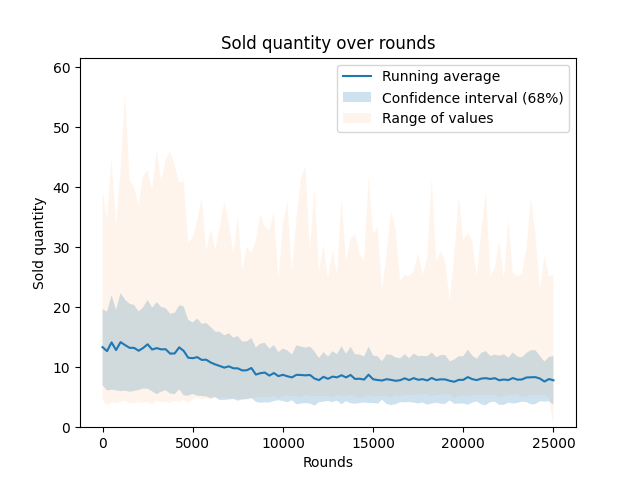 Sold quantity over rounds
60
50
40
30
20
10
0
Sold quantity
Running average
Confidence interval (68%)
Range of values
0 5000 10000 15000 20000 25000
Rounds